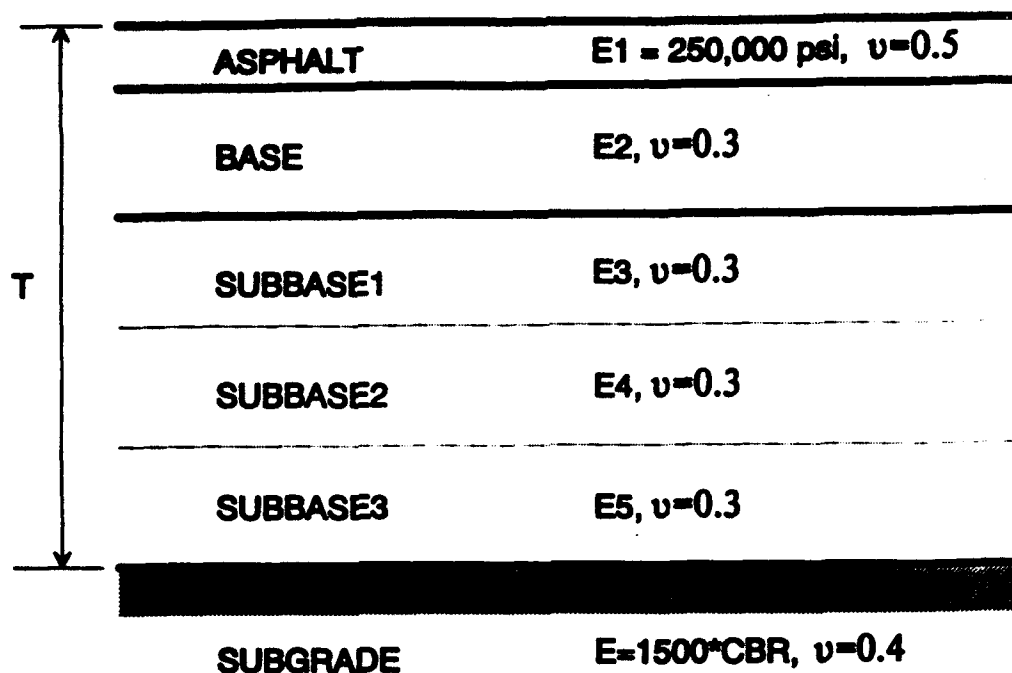 ASPHALT E1 = 250,000 psi, υ=0.5
BASE E2, υ=0.3
SUBBASE1 E3, υ=0.3
T
SUBBASE2 E4, υ=0.3
SUBBASE3 E5, υ=0.3
SUBGRADE E=1500*CBR, υ=0.4